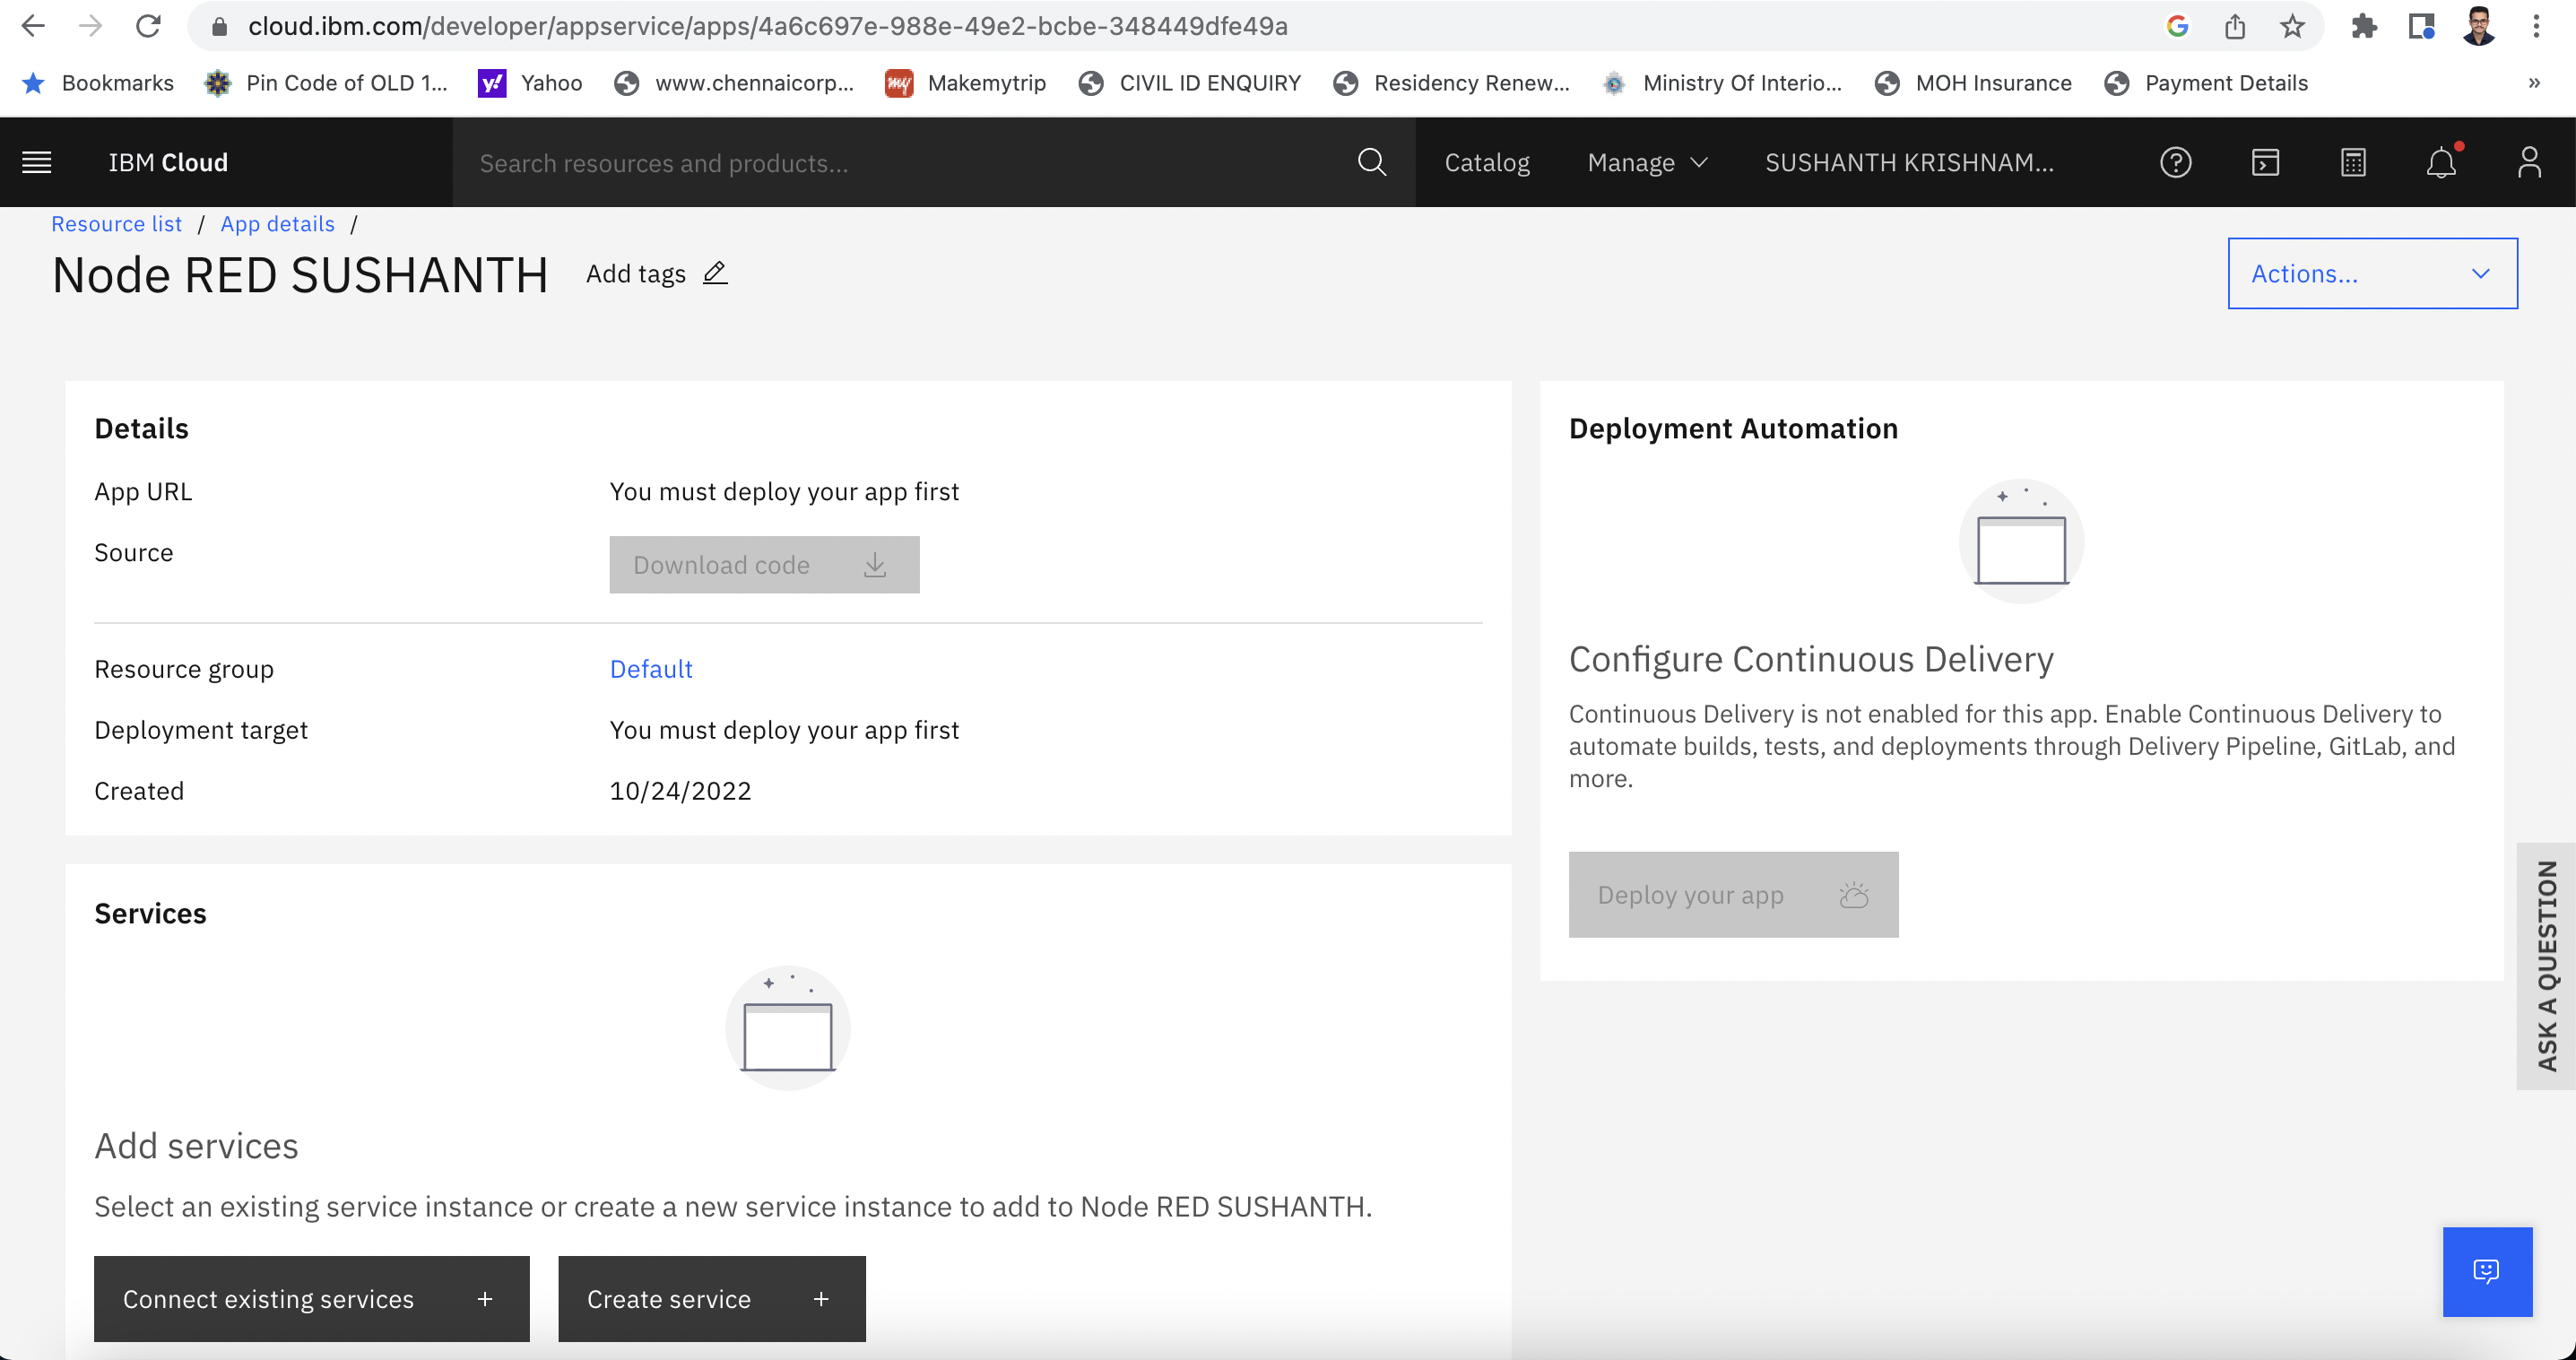 cloud.ibm.com/developer/appservice/apps/4a6c697e-988e-49e2-bcbe-348449dfe49a
Bookmarks Pin Code of OLD 1... Yahoo www.chennaicorp... Makemytrip CIVIL ID ENQUIRY Residency Renew... Ministry Of Interio... MOH Insurance Payment Details »
IBM Cloud Search resources and products... Catalog Manage SUSHANTH KRISHNAM...
Resource list / App details /
Node RED SUSHANTH Add tags Actions...
Details
App URL You must deploy your app first
Source Download code
Resource group Default
Deployment target You must deploy your app first
Created 10/24/2022
Deployment Automation
Configure Continuous Delivery
Continuous Delivery is not enabled for this app. Enable Continuous Delivery to
automate builds, tests, and deployments through Delivery Pipeline, GitLab, and
more.
Deploy your app
Services
Add services
Select an existing service instance or create a new service instance to add to Node RED SUSHANTH.
Connect existing services +
Create service +
ASK A QUESTION